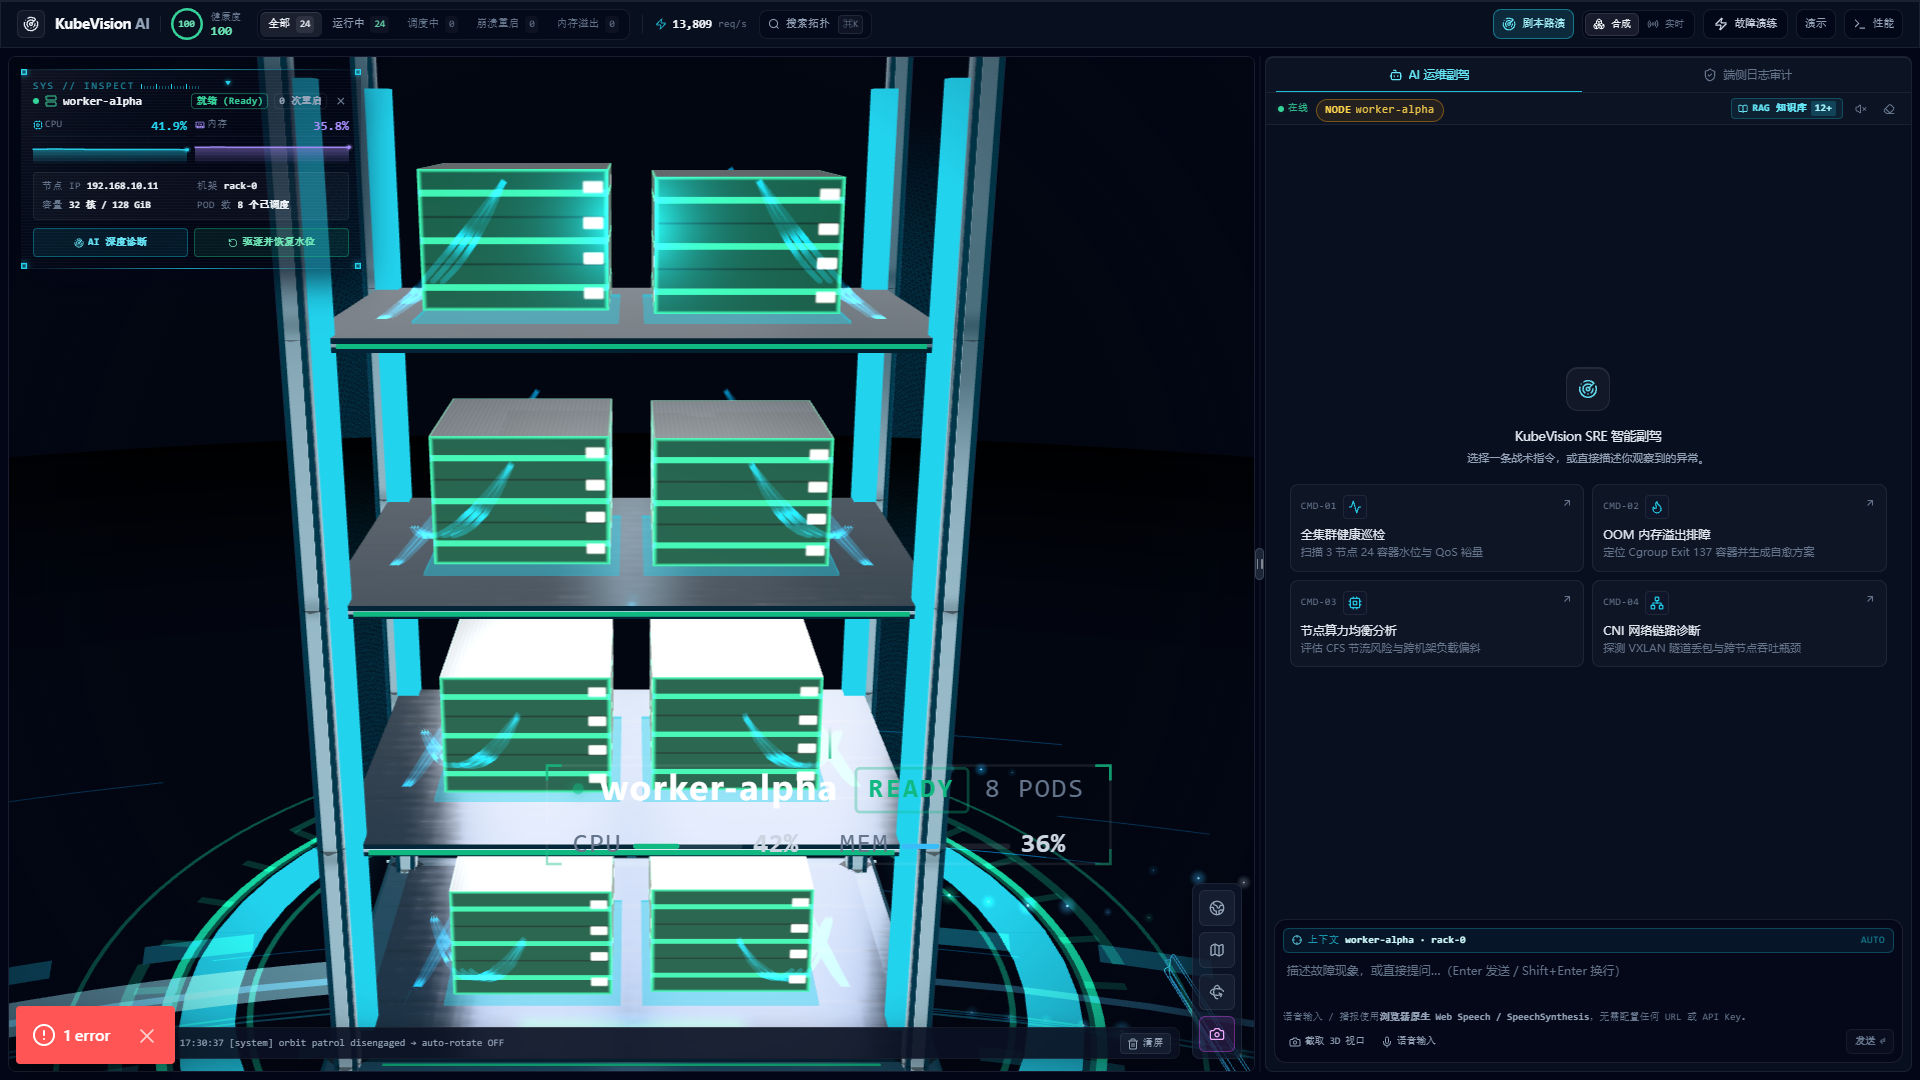 KubeVision AI
100
健康度
100
全部 24
运行中 24
调度中 0
崩溃重启 0
内存溢出 0
13,809 req/s
搜索拓扑 ⌘K
剧本路演
合成
实时
故障演练
演示
性能
SYS // INSPECT
worker-alpha
就绪 (Ready)
0 次重启
CPU 41.9%
内存 35.8%
节点 IP 192.168.10.11
机架 rack-0
容量 32 核 / 128 GiB
POD 数 8 个已调度
AI 深度诊断
驱逐并恢复水位
worker-alpha READY 8 PODS
CPU 42% MEM 36%
1 error
17:30:37 [system] orbit patrol disengaged → auto-rotate OFF
清屏
AI 运维副驾
端侧日志审计
在线
NODE worker-alpha
RAG 知识库 12+
KubeVision SRE 智能副驾
选择一条战术指令，或直接描述你观察到的异常。
CMD-01
全集群健康巡检
扫描 3 节点 24 容器水位与 QoS 裕量
CMD-02
OOM 内存溢出排障
定位 Cgroup Exit 137 容器并生成自愈方案
CMD-03
节点算力均衡分析
评估 CFS 节流风险与跨机架负载偏斜
CMD-04
CNI 网络链路诊断
探测 VXLAN 隧道丢包与跨节点吞吐瓶颈
上下文 worker-alpha · rack-0
AUTO
描述故障现象，或直接提问...（Enter 发送 / Shift+Enter 换行）
语音输入 / 播报使用浏览器原生 Web Speech / SpeechSynthesis，无需配置任何 URL 或 API Key。
截取 3D 视口
语音输入
发送